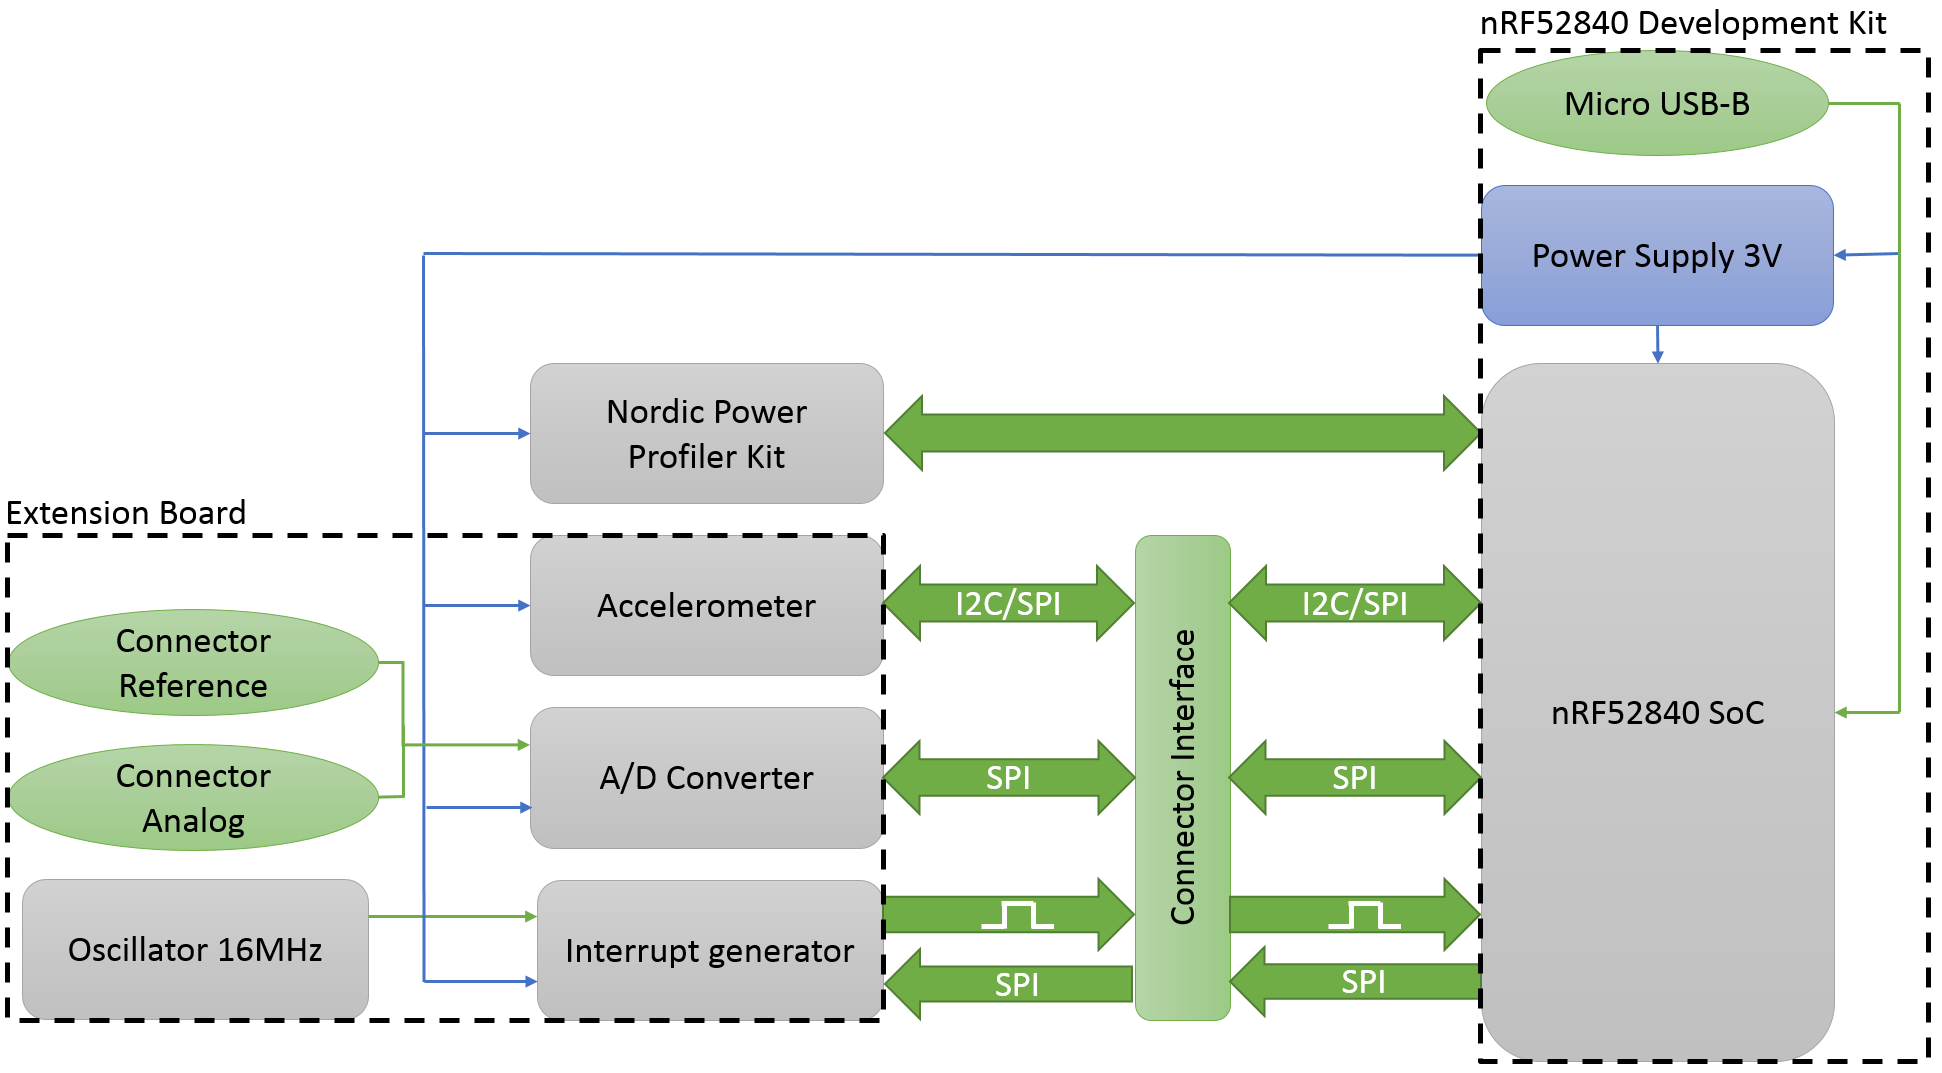 nRF52840 Development Kit
Micro USB-B
Power Supply 3V
Nordic Power
Profiler Kit
Extension Board
Accelerometer
I2C/SPI
I2C/SPI
Connector
Reference
nRF52840 SoC
Connector Interface
Connector
Analog
A/D Converter
SPI
SPI
Oscillator 16MHz
Interrupt generator
SPI
SPI